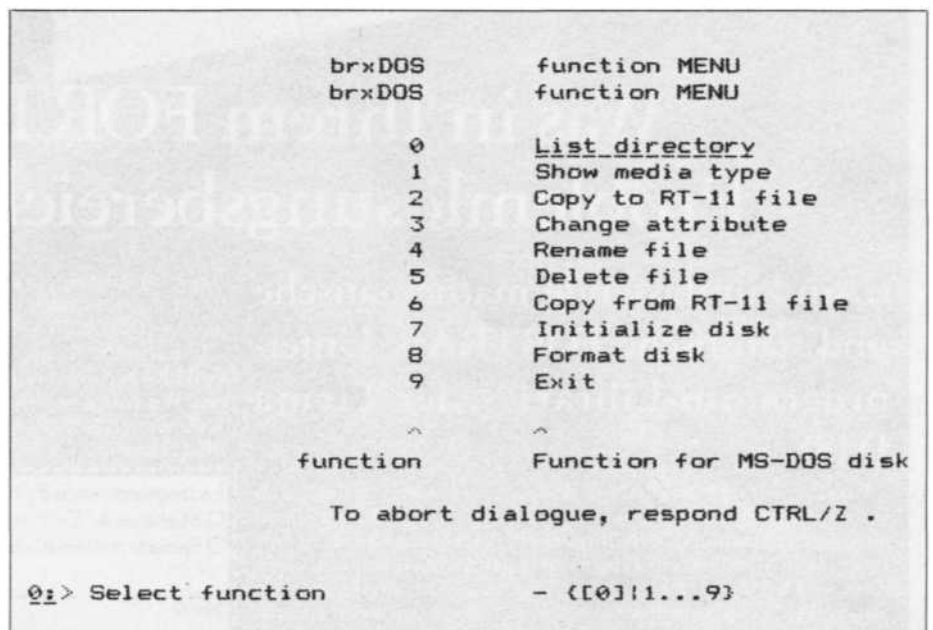 brxDOS function MENU
brxDOS function MENU
0 List directory
1 Show media type
2 Copy to RT-11 file
3 Change attribute
4 Rename file
5 Delete file
6 Copy from RT-11 file
7 Initialize disk
8 Format disk
9 Exit
^ ^
function Function for MS-DOS disk
To abort dialogue, respond CTRL/Z .
0:> Select function - {[0]!1...9}